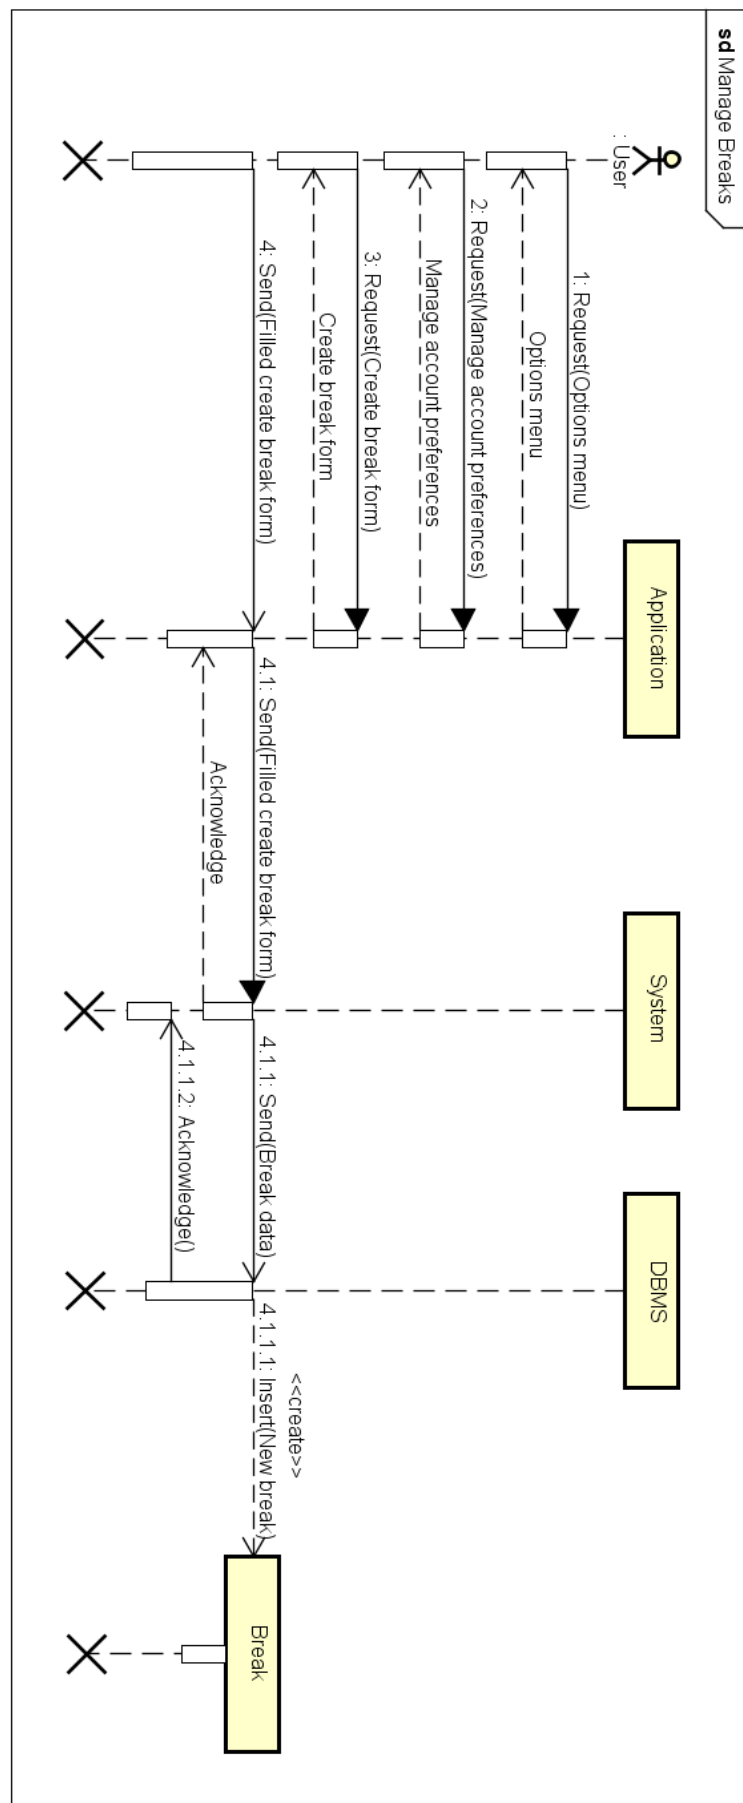 sd Manage Breaks
: User
Application
System
DBMS
1: Request(Options menu)
Options menu
2: Request(Manage account preferences)
Manage account preferences
3: Request(Create break form)
Create break form
4: Send(Filled create break form)
4.1: Send(Filled create break form)
4.1.1: Send(Break data)
<<create>>
4.1.1.1: Insert(New break)
Break
Acknowledge
4.1.1.2: Acknowledge()